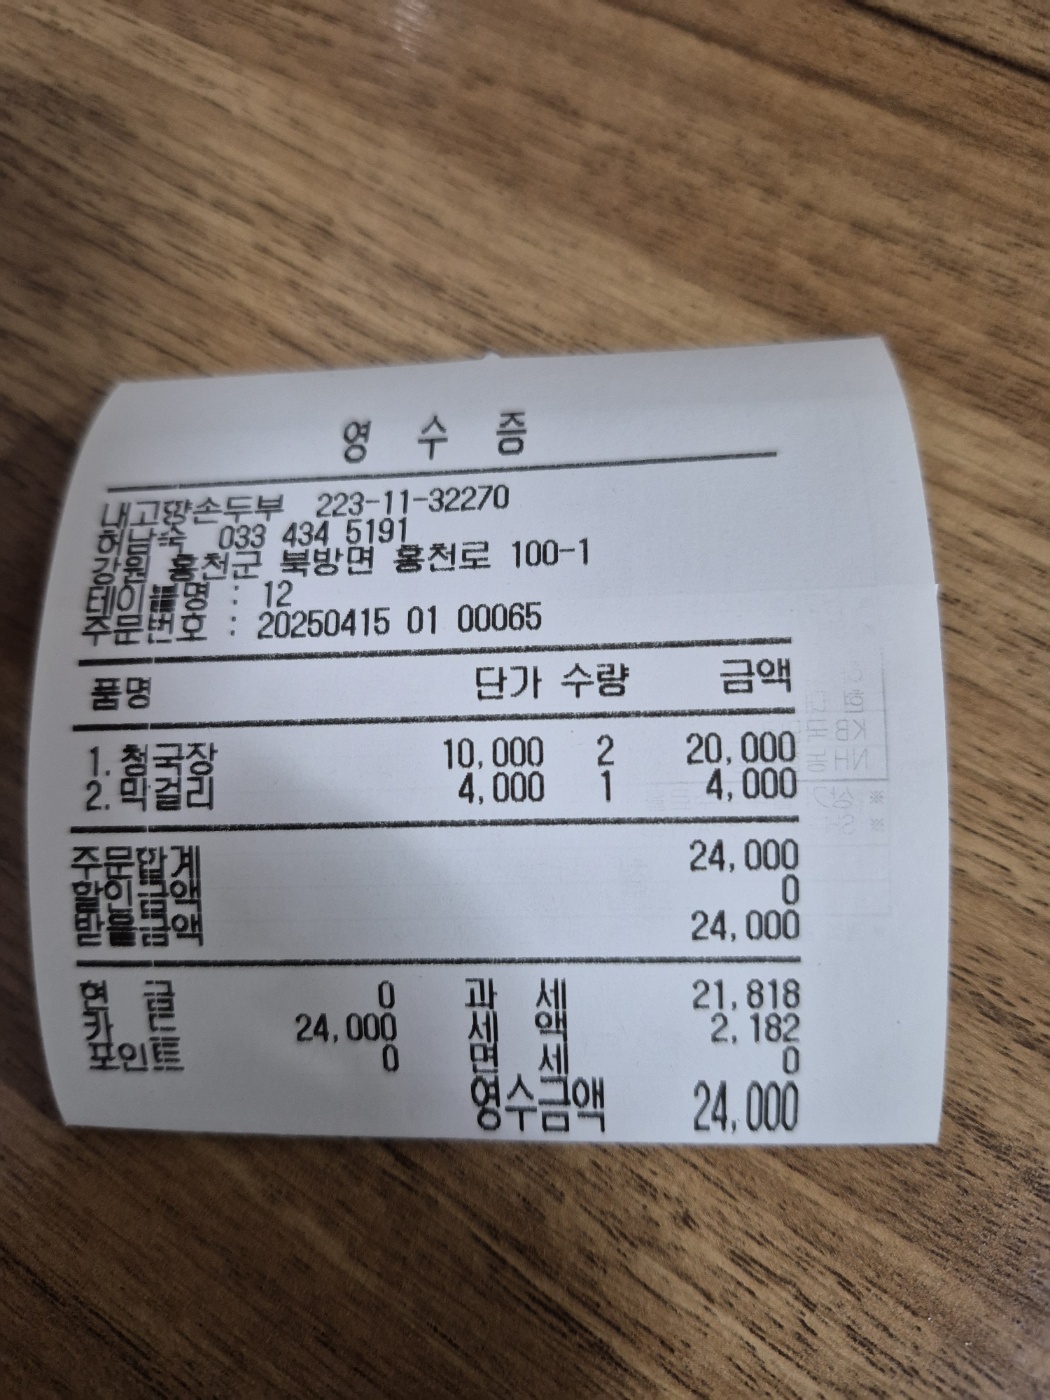 영 수 증
내고향손두부 223-11-32270
허남숙 033 434 5191
강원 홍천군 북방면 홍천로 100-1
테이블명 : 12
주문번호 : 20250415 01 00065
품명 단가 수량 금액
1. 청국장 10,000 2 20,000
2. 막걸리 4,000 1 4,000
주문합계 24,000
할인금액 0
받을금액 24,000
현 금 0 과 세 21,818
카 드 24,000 세 액 2,182
포인트 0 면 세 0
영수금액 24,000